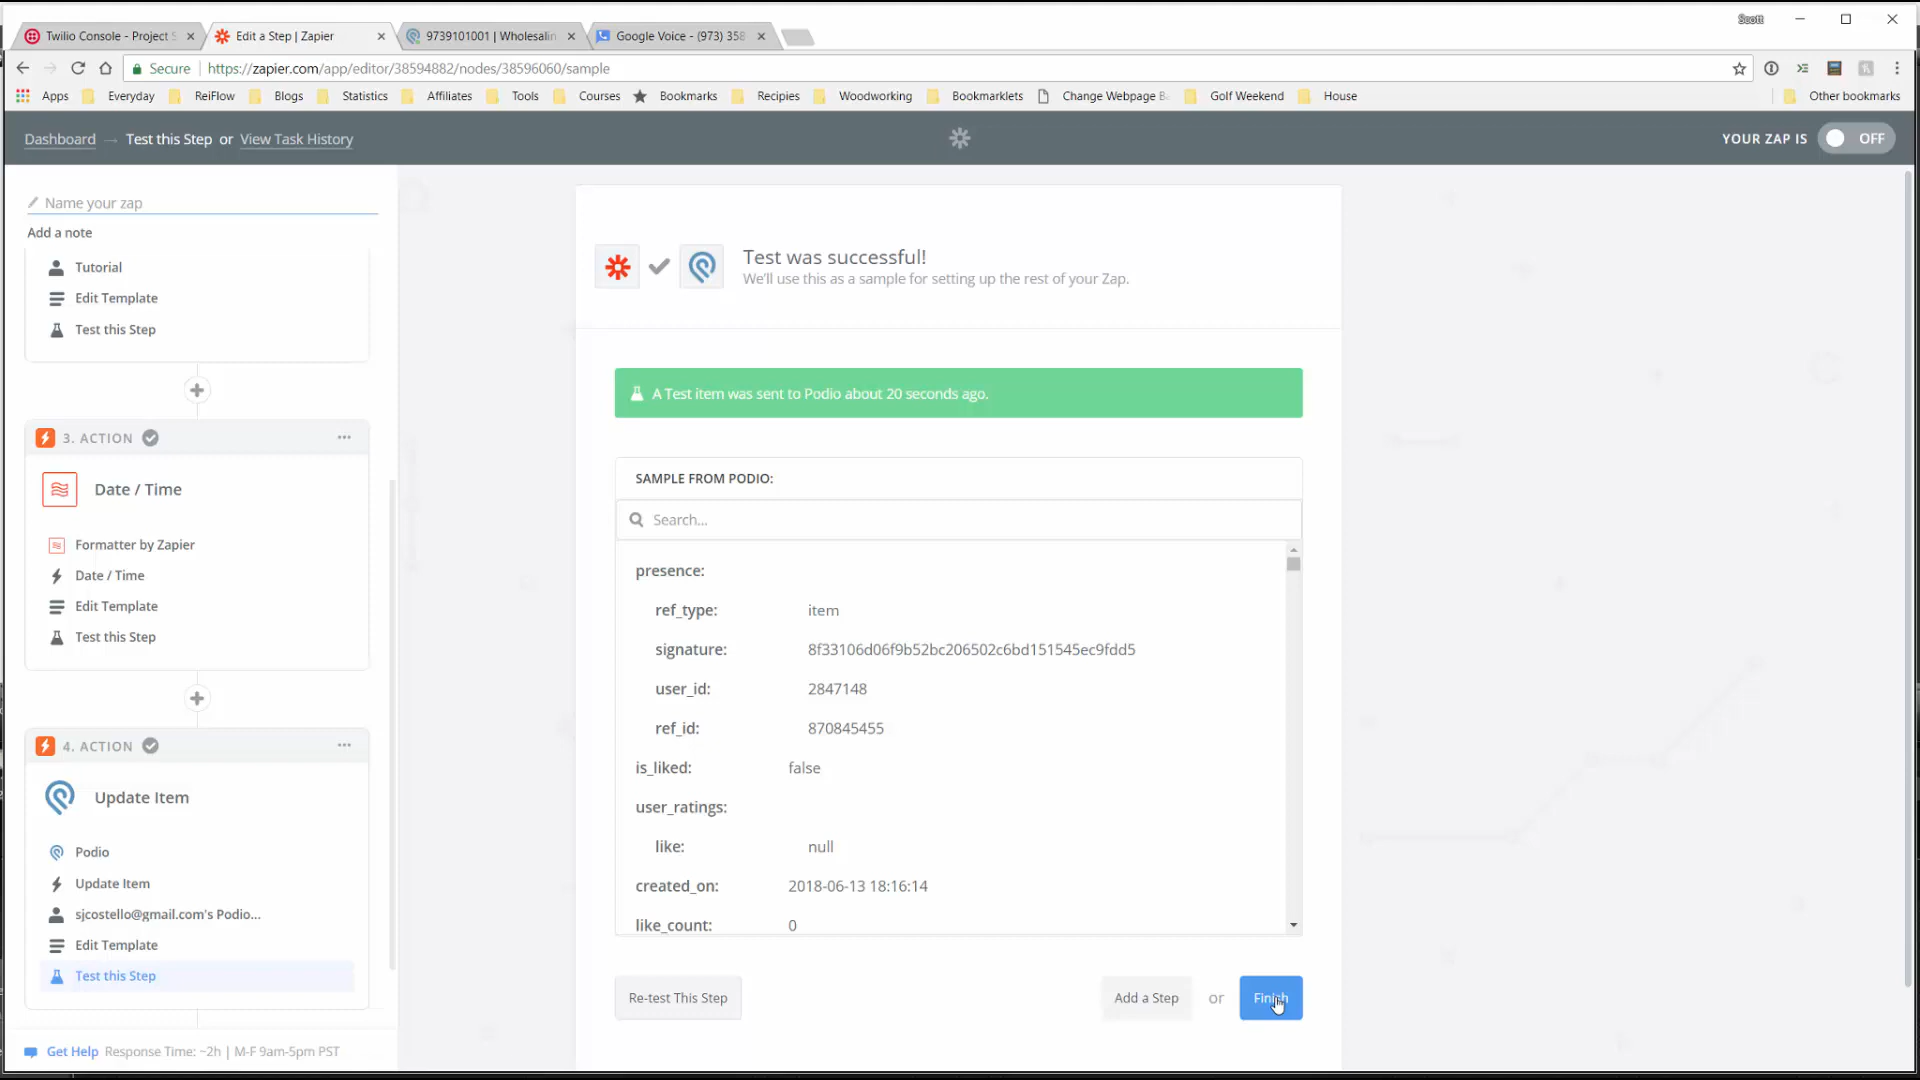 Scott
Twilio Console - Project S
Edit a Step | Zapier
9739101001 | Wholesalin
Google Voice - (973) 358
Secure
https://zapier.com/app/editor/38594882/nodes/38596060/sample
Apps
Everyday
ReiFlow
Blogs
Statistics
Affiliates
Tools
Courses
Bookmarks
Recipies
Woodworking
Bookmarklets
Change Webpage Ba
Golf Weekend
House
Other bookmarks
Dashboard → Test this Step or View Task History
YOUR ZAP IS OFF
Name your zap
Add a note
Tutorial
Edit Template
Test this Step
3. ACTION
Date / Time
Formatter by Zapier
Date / Time
Edit Template
Test this Step
4. ACTION
Update Item
Podio
Update Item
sjcostello@gmail.com's Podio...
Edit Template
Test this Step
Get Help Response Time: ~2h | M-F 9am-5pm PST
Test was successful!
We'll use this as a sample for setting up the rest of your Zap.
A Test item was sent to Podio about 20 seconds ago.
SAMPLE FROM PODIO:
Search...
presence:
ref_type: item
signature: 8f33106d06f9b52bc206502c6bd151545ec9fdd5
user_id: 2847148
ref_id: 870845455
is_liked: false
user_ratings:
like: null
created_on: 2018-06-13 18:16:14
like_count: 0
Re-test This Step
Add a Step or Finish